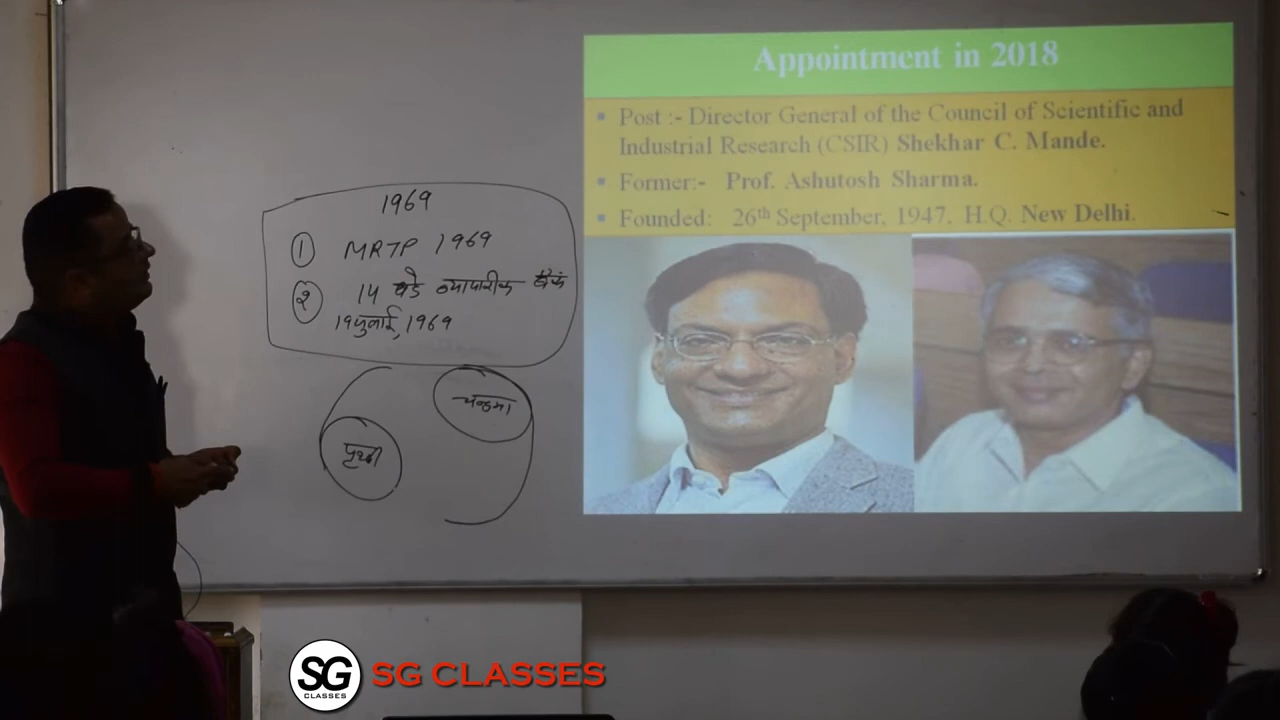 Appointment in 2018
Post :- Director General of the Council of Scientific and
Industrial Research (CSIR) Shekhar C. Mande.
Former:- Prof. Ashutosh Sharma.
Founded: 26th September, 1947, H.Q. New Delhi.
1969
1 MRTP 1969
२ 14 बडे व्यापारीक बैंक
19 जुलाई, 1969
चन्द्रमा
पृथ्वी
SG
CLASSES
SG CLASSES